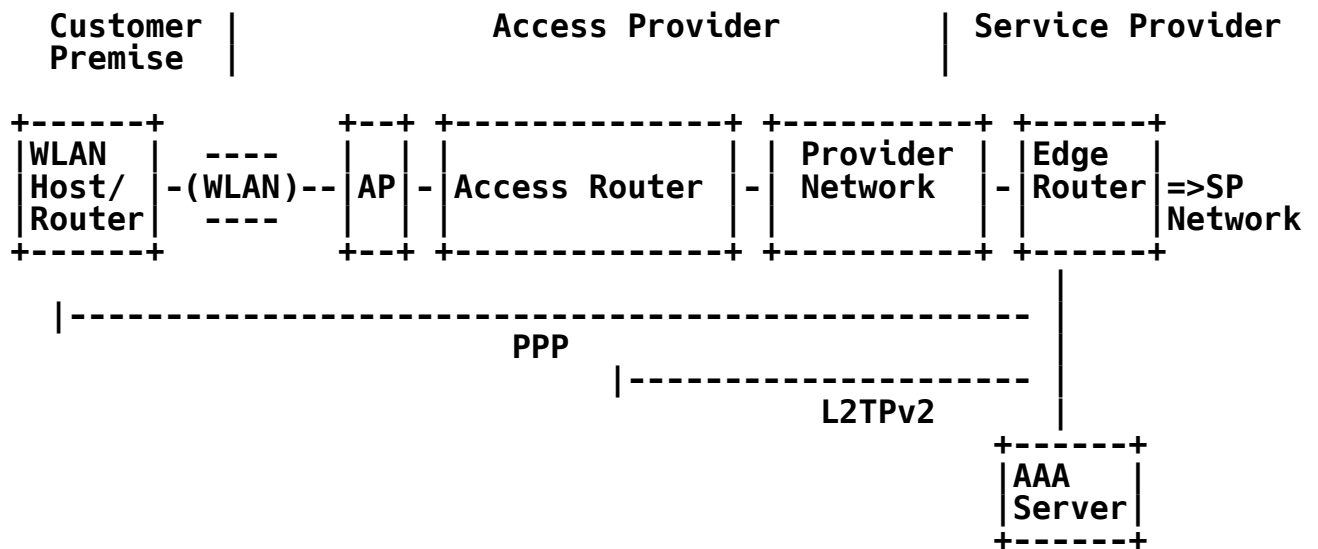 Customer |             Access Provider        | Service Provider
Premise  |                                    |
+------+         +--+ +--------------+ +----------+ +------+
|WLAN  |  ----   |  | |              | | Provider | |Edge  |
|Host/ |-(WLAN)--|AP|-|Access Router |-| Network  |-|Router|=>SP
|Router|  ----   |  | |              | |          | |      |Network
+------+         +--+ +--------------+ +----------+ +------+
|
|-------------------------------------------------- |
PPP                            |
|--------------------- |
L2TPv2      |
+------+
|AAA   |
|Server|
+------+